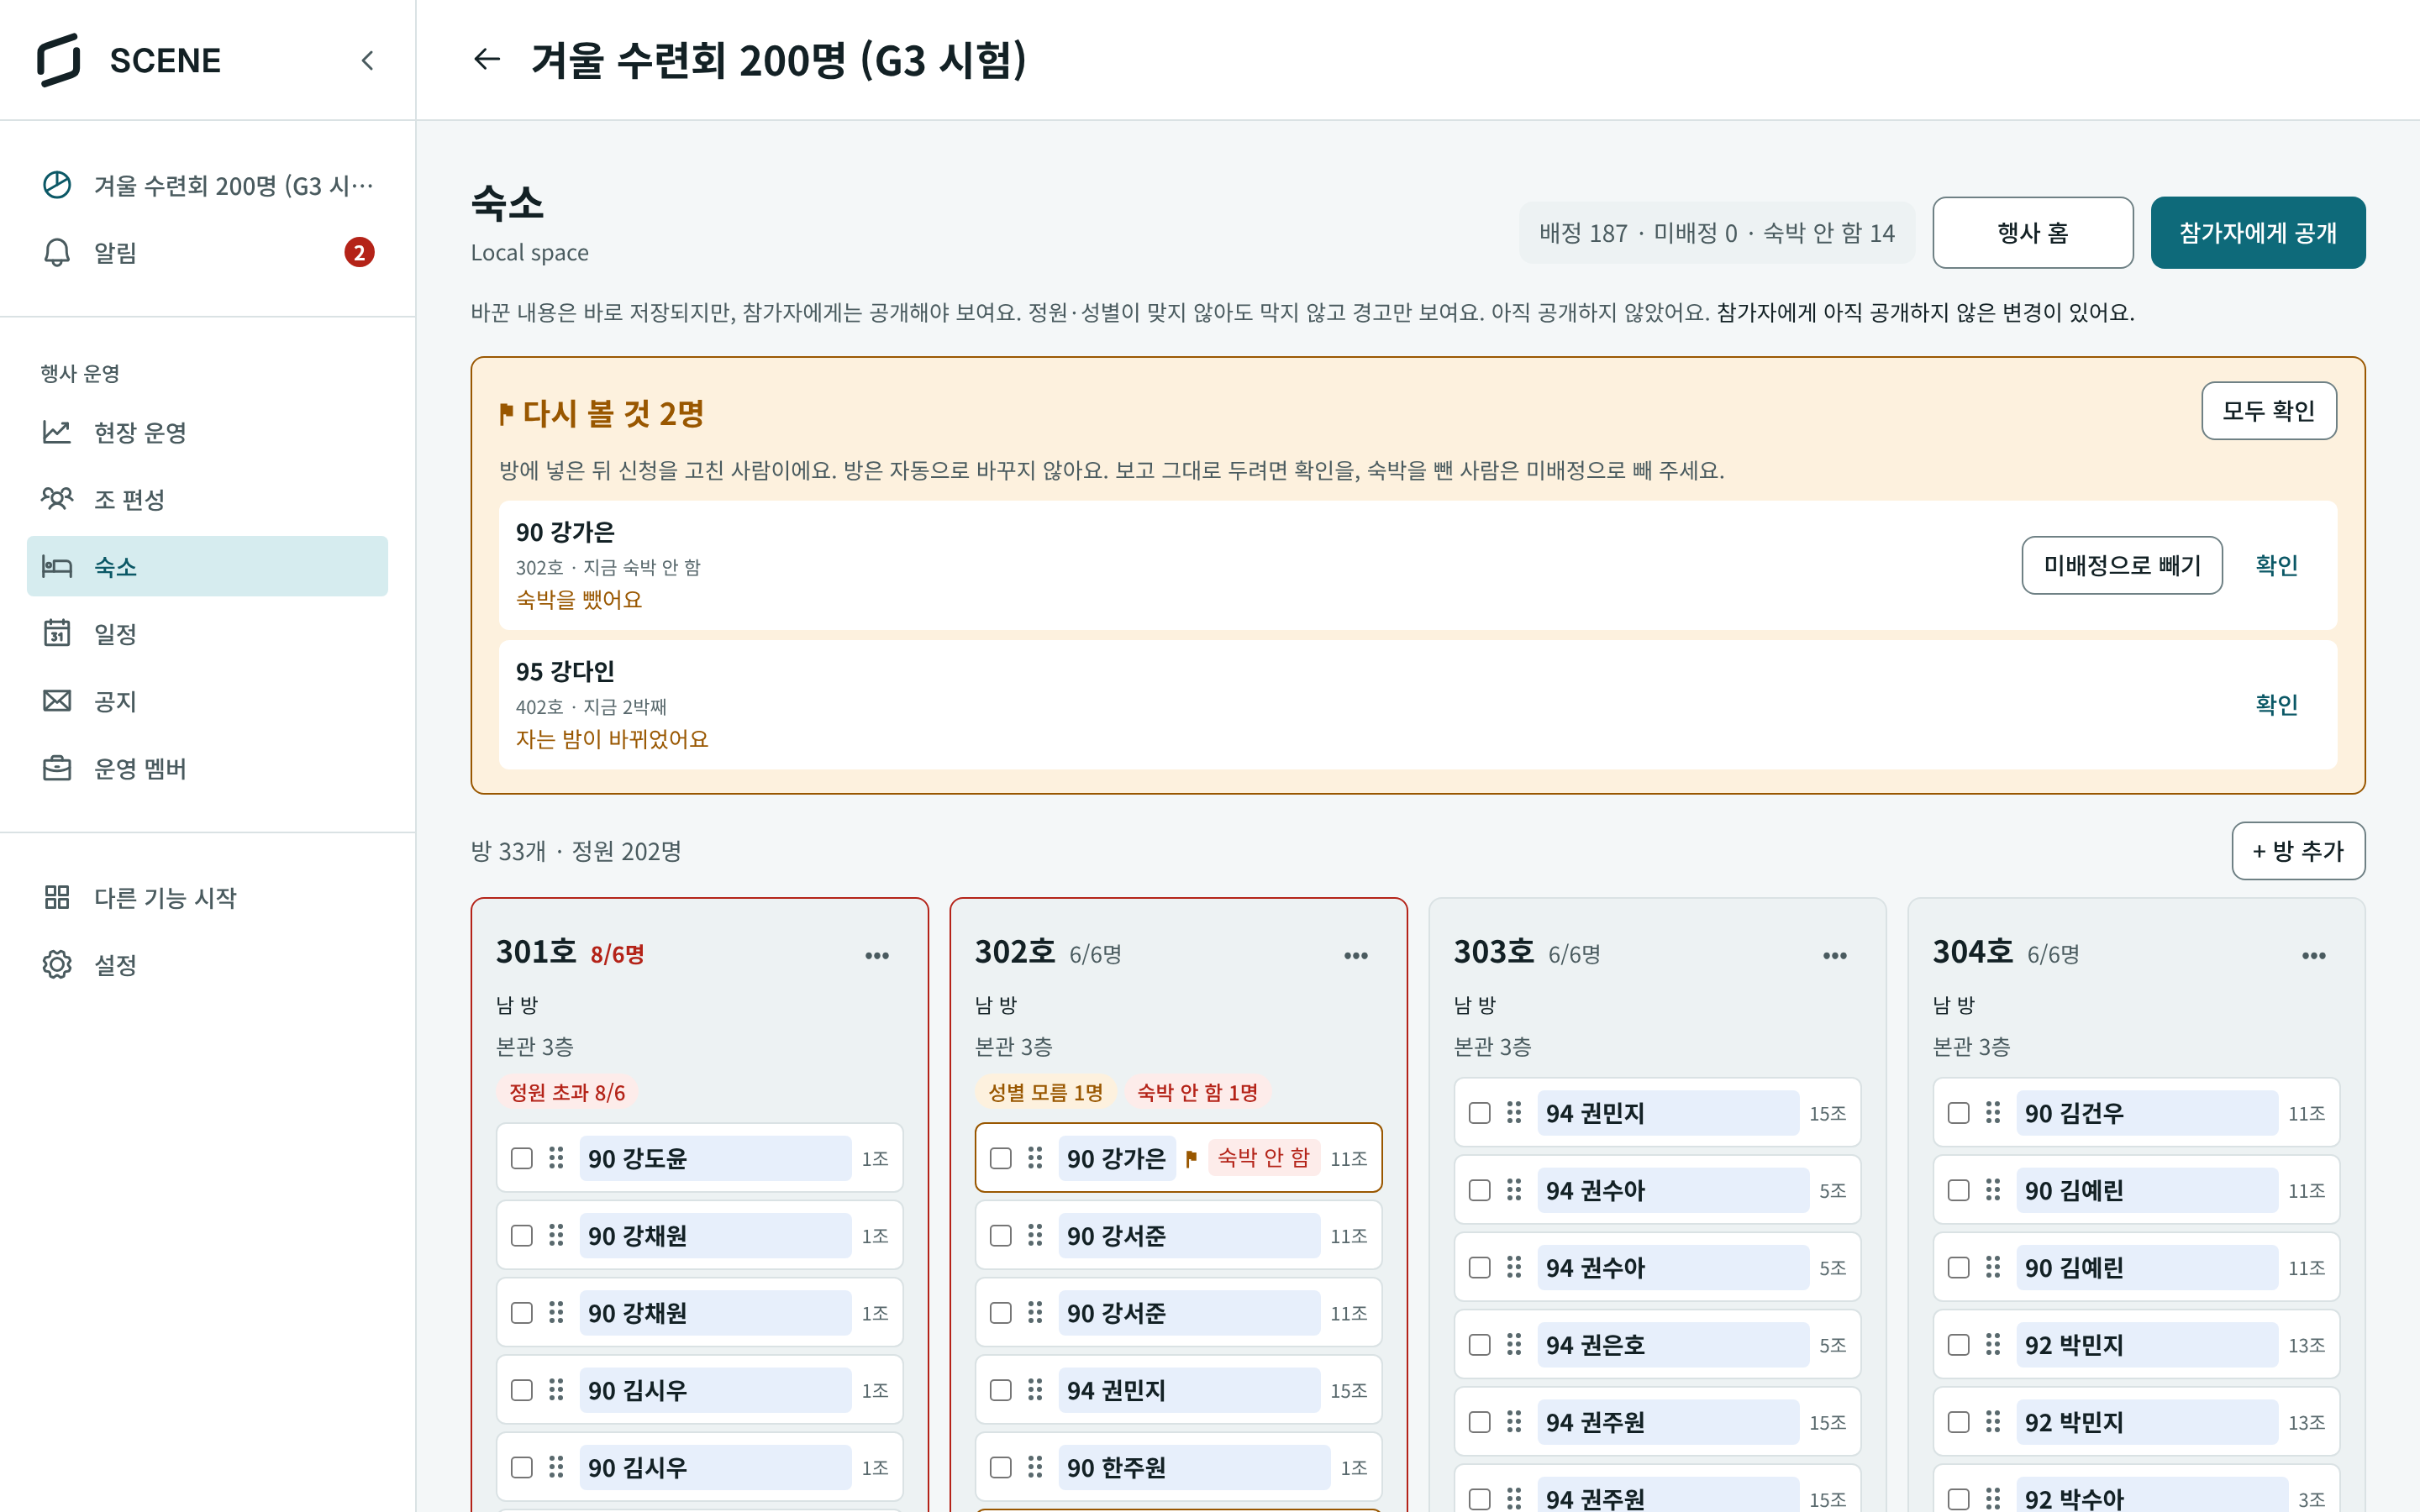 SCENE
겨울 수련회 200명 (G3 시험)
겨울 수련회 200명 (G3 시…
알림
2
행사 운영
현장 운영
조 편성
숙소
일정
공지
운영 멤버
다른 기능 시작
설정
숙소
Local space
배정 187 · 미배정 0 · 숙박 안 함 14
행사 홈
참가자에게 공개
바꾼 내용은 바로 저장되지만, 참가자에게는 공개해야 보여요. 정원·성별이 맞지 않아도 막지 않고 경고만 보여요. 아직 공개하지 않았어요. 참가자에게 아직 공개하지 않은 변경이 있어요.
다시 볼 것 2명
모두 확인
방에 넣은 뒤 신청을 고친 사람이에요. 방은 자동으로 바꾸지 않아요. 보고 그대로 두려면 확인을, 숙박을 뺀 사람은 미배정으로 빼 주세요.
90 강가은
302호 · 지금 숙박 안 함
숙박을 뺐어요
미배정으로 빼기
확인
95 강다인
402호 · 지금 2박째
자는 밤이 바뀌었어요
확인
방 33개 · 정원 202명
+ 방 추가
301호 8/6명
남 방
본관 3층
정원 초과 8/6
90 강도윤 1조
90 강채원 1조
90 강채원 1조
90 김시우 1조
90 김시우 1조
302호 6/6명
남 방
본관 3층
성별 모름 1명 숙박 안 함 1명
90 강가은 숙박 안 함 11조
90 강서준 11조
90 강서준 11조
94 권민지 15조
90 한주원 1조
303호 6/6명
남 방
본관 3층
94 권민지 15조
94 권수아 5조
94 권수아 5조
94 권은호 5조
94 권주원 15조
94 권주원 15조
304호 6/6명
남 방
본관 3층
90 김건우 11조
90 김예린 11조
90 김예린 11조
92 박민지 13조
92 박민지 13조
92 박수아 3조